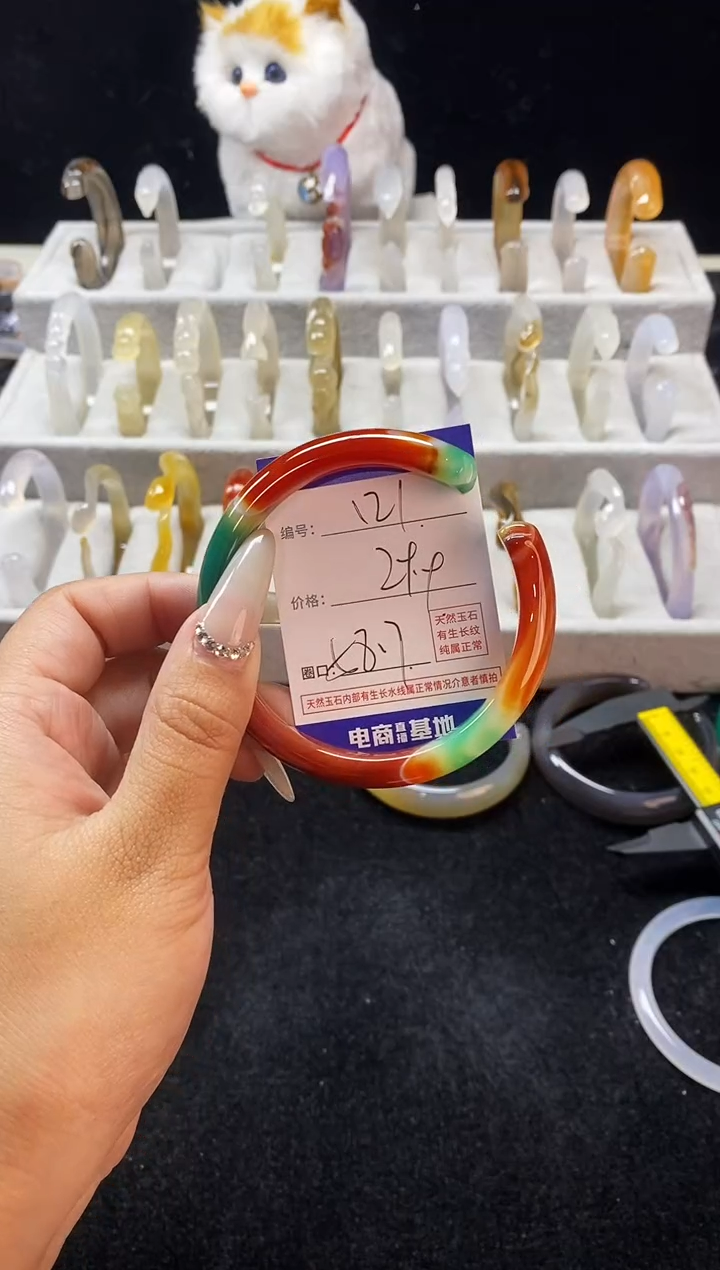 编号: 121.
价格:
天然玉石
有生长纹
纯属正常
圈口
天然玉石内部有生长水线属正常情况介意者慎拍
电商直播基地